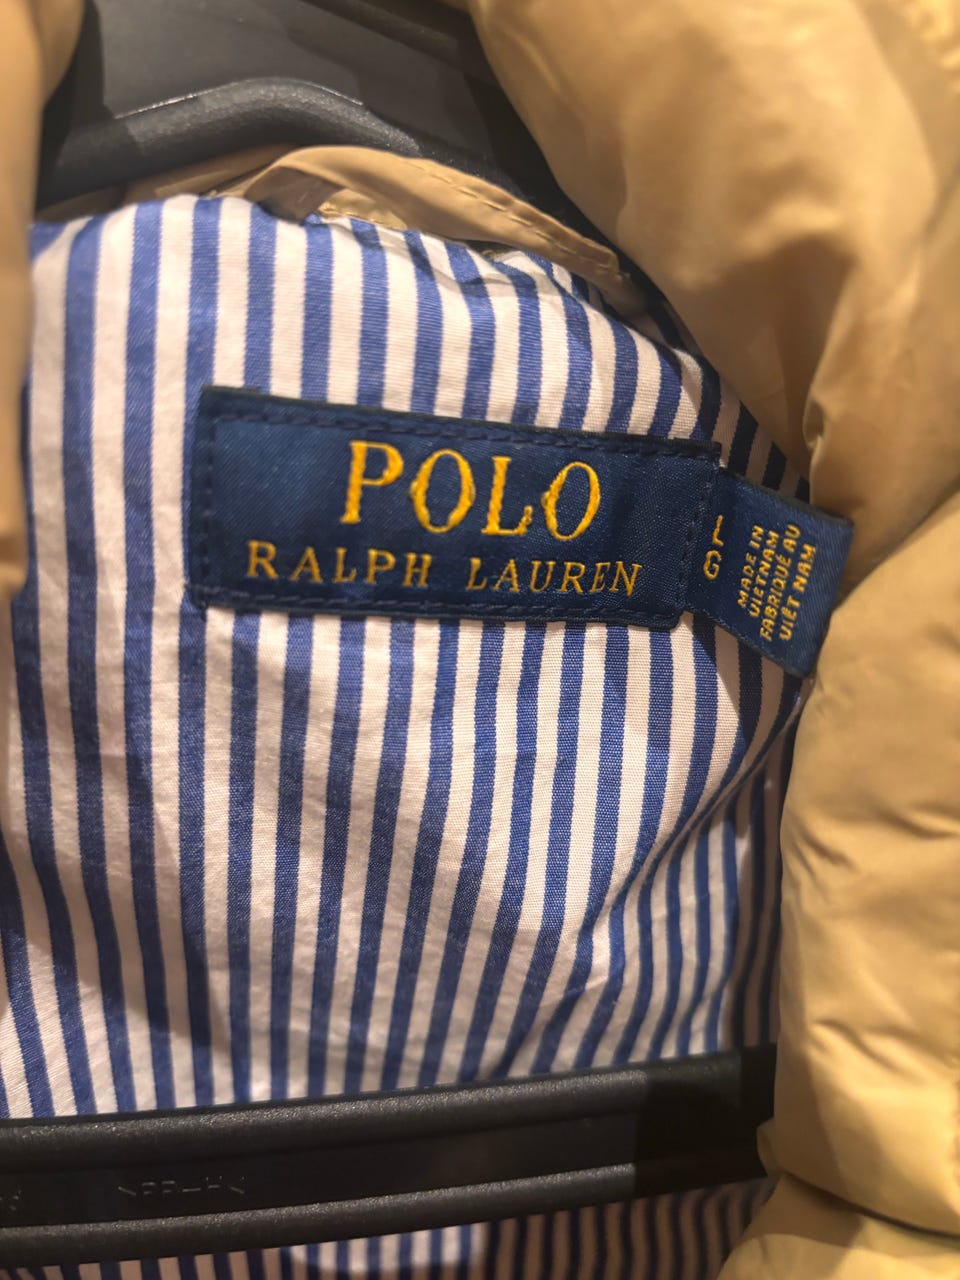 POLO
RALPH LAUREN
L
G
MADE IN
VIETNAM
FABRIQUÉ AU
VIÊT NAM